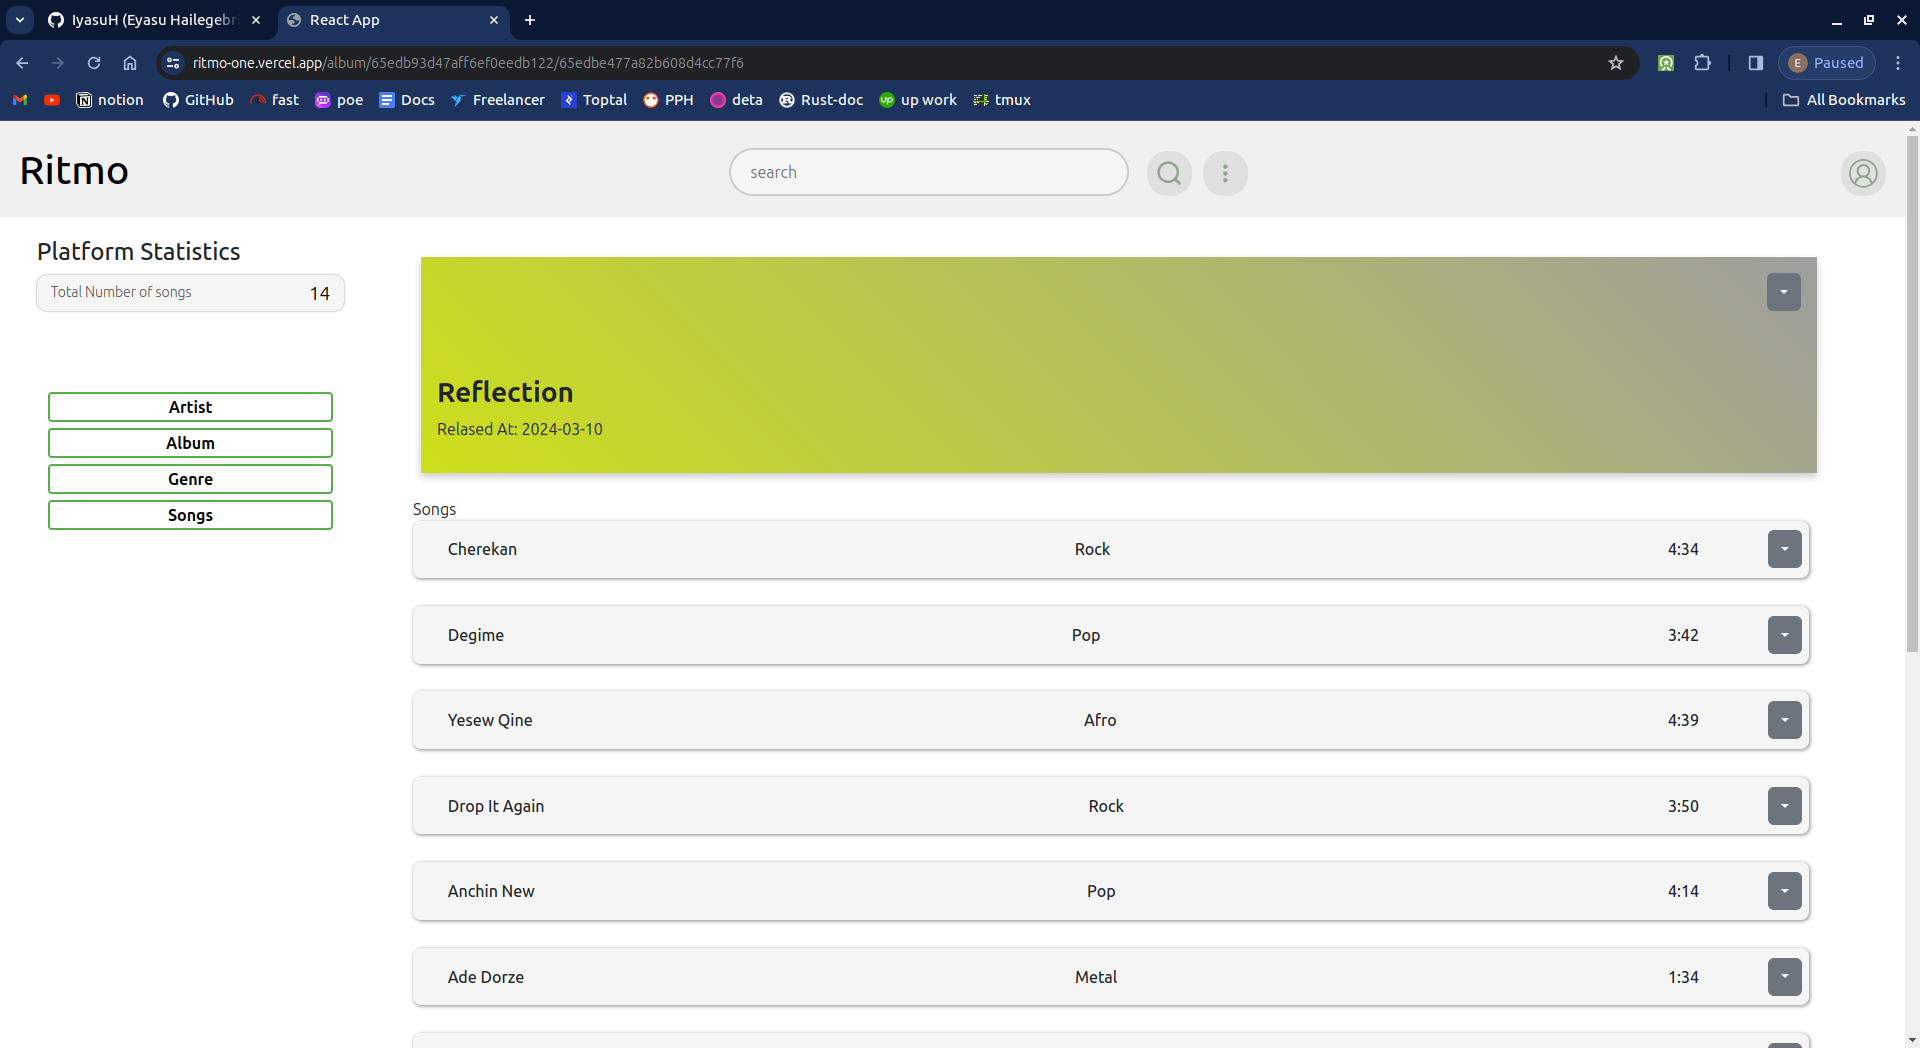 IyasuH (Eyasu Hailegebri
React App
ritmo-one.vercel.app/album/65edb93d47aff6ef0eedb122/65edbe477a82b608d4cc77f6
E Paused
notion GitHub fast poe Docs Freelancer Toptal PPH deta Rust-doc up up work tmux All Bookmarks
Ritmo
search
Platform Statistics
Total Number of songs 14
Artist
Album
Genre
Songs
Reflection
Relased At: 2024-03-10
Songs
Cherekan Rock 4:34
Degime Pop 3:42
Yesew Qine Afro 4:39
Drop It Again Rock 3:50
Anchin New Pop 4:14
Ade Dorze Metal 1:34